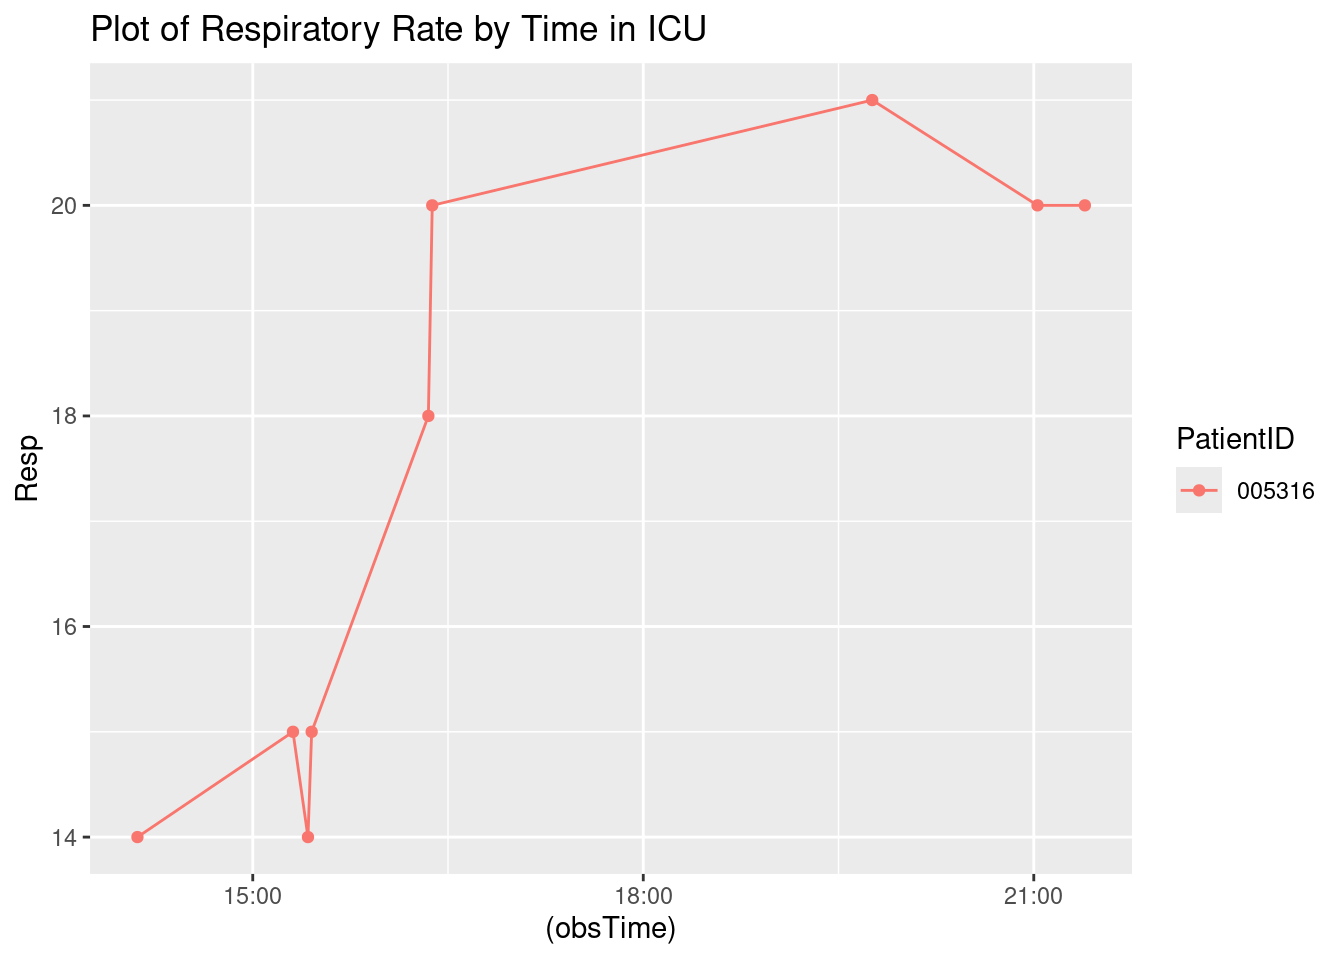 Plot of Respiratory Rate by Time in ICU
20
18
16
14
Resp
15:00
18:00
21:00
(obsTime)
PatientID
005316